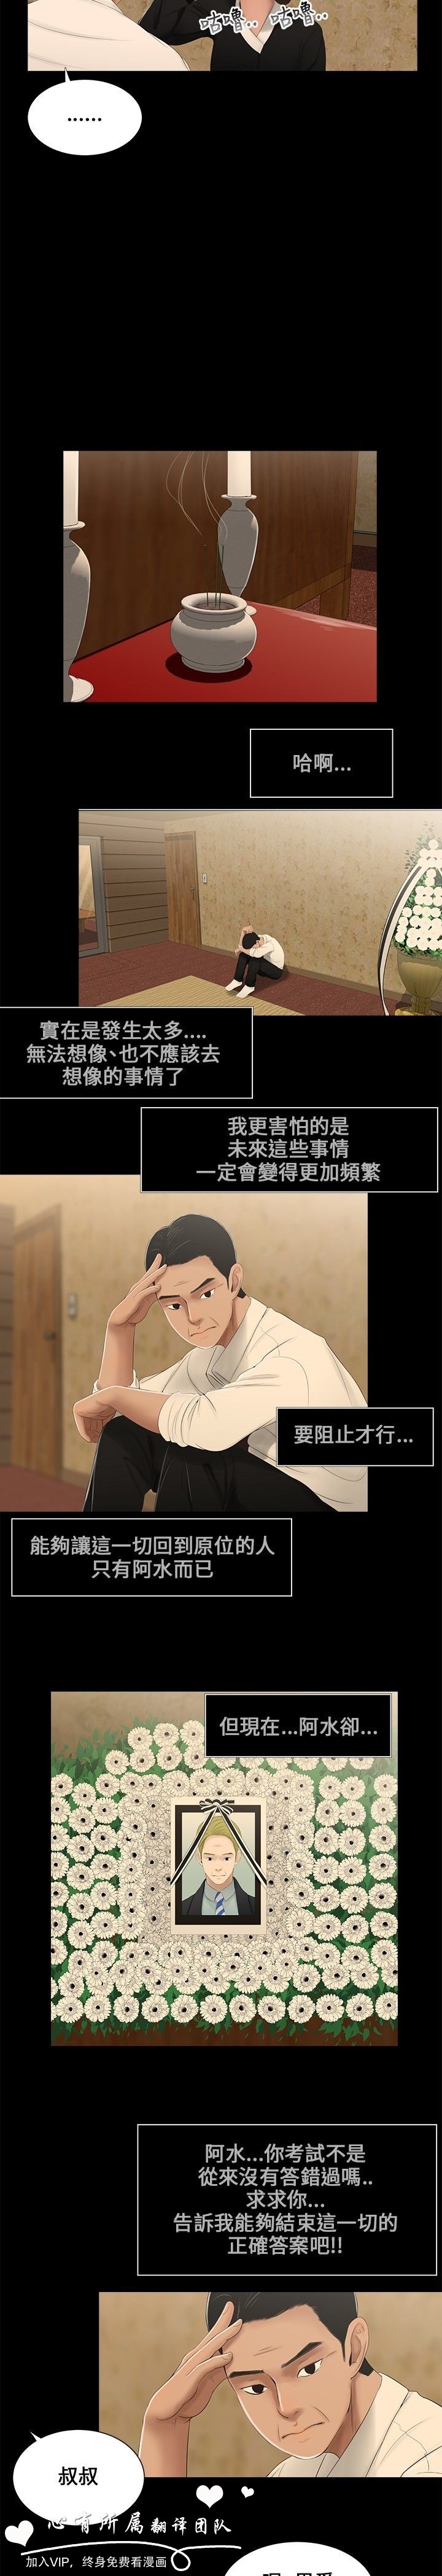 咕嚕.. 咕嚕..
......
哈啊...
實在是發生太多....
無法想像、也不應該去
想像的事情了
我更害怕的是
未來這些事情
一定會變得更加頻繁
要阻止才行...
能夠讓這一切回到原位的人
只有阿水而已
但現在...阿水卻...
阿水...你考試不是
從來沒有答錯過嗎..
求求你...
告訴我能夠結束這一切的
正確答案吧!!
叔叔
心有所属翻译团队
加入VIP，终身免费看漫画